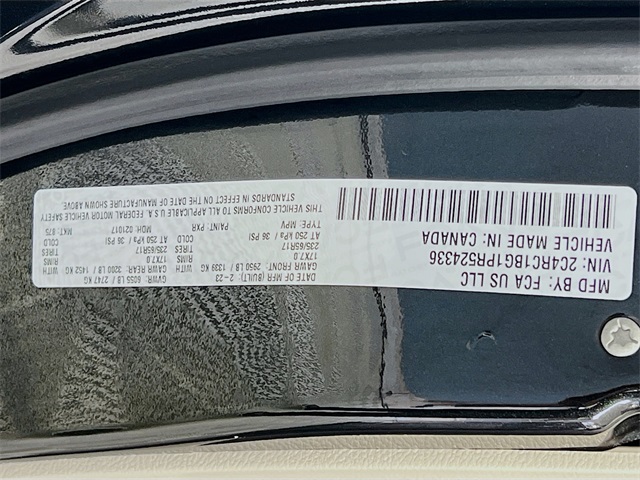 MFD BY: FCA US LLC
DATE OF MFR (BUILT): 2-23
GVWR: 6055 LB / 2747 KG
GAWR FRONT: 2950 LB / 1339 KG
WITH
GAWR REAR: 3200 LB / 1452 KG
WITH
17X7.0
RIMS
17X7.0
RIMS
235/65R17
TIRES
235/65R17
TIRES
AT 250 kPa / 36 PSI
COLD
AT 250 kPa / 36 PSI
COLD
THIS VEHICLE CONFORMS TO ALL APPLICABLE U.S.A. FEDERAL MOTOR VEHICLE SAFETY
STANDARDS IN EFFECT ON THE DATE OF MANUFACTURE SHOWN ABOVE.
VIN: 2C4RC1BG1PR524336
TYPE: MPV
PAINT: PXR
MDH: 021017
MKT: 875
VEHICLE MADE IN: CANADA